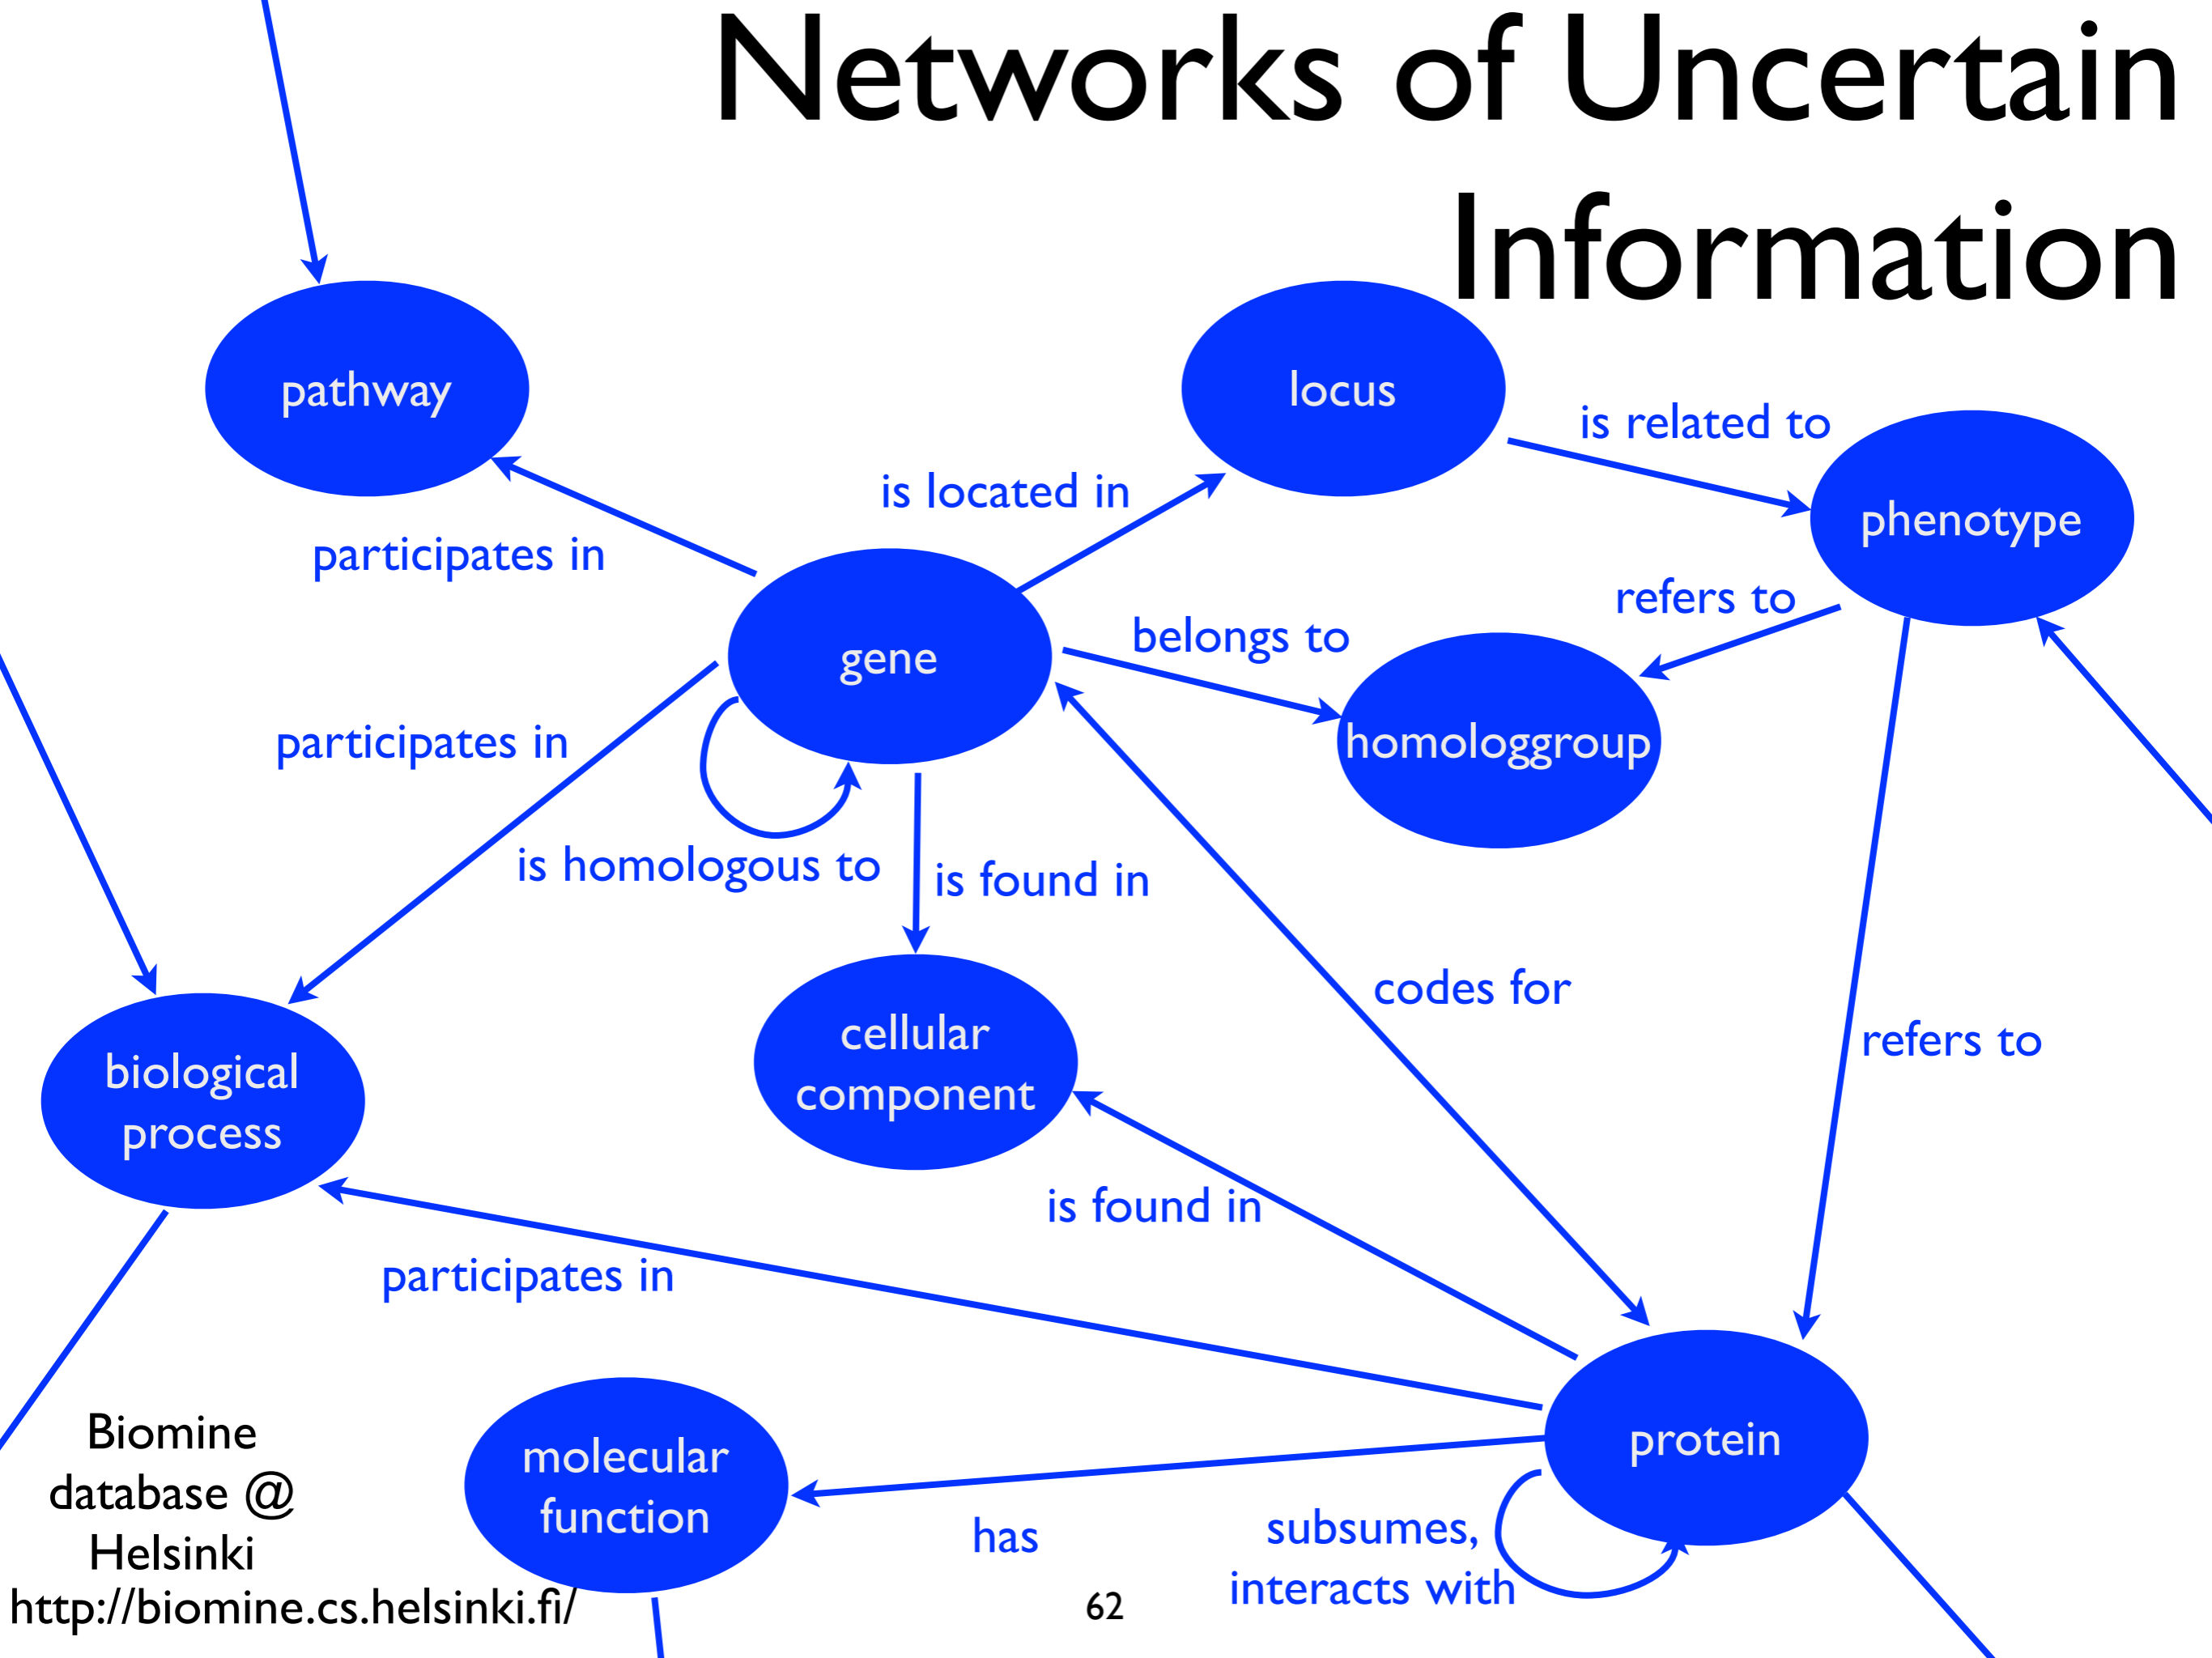 Networks of Uncertain
Information
pathway
locus
is related to
phenotype
is located in
participates in
refers to
belongs to
gene
homologgroup
participates in
is homologous to
is found in
codes for
cellular
component
refers to
biological
process
is found in
participates in
Biomine
database @
Helsinki
http://biomine.cs.helsinki.fi/
molecular
function
protein
has
subsumes,
interacts with
62